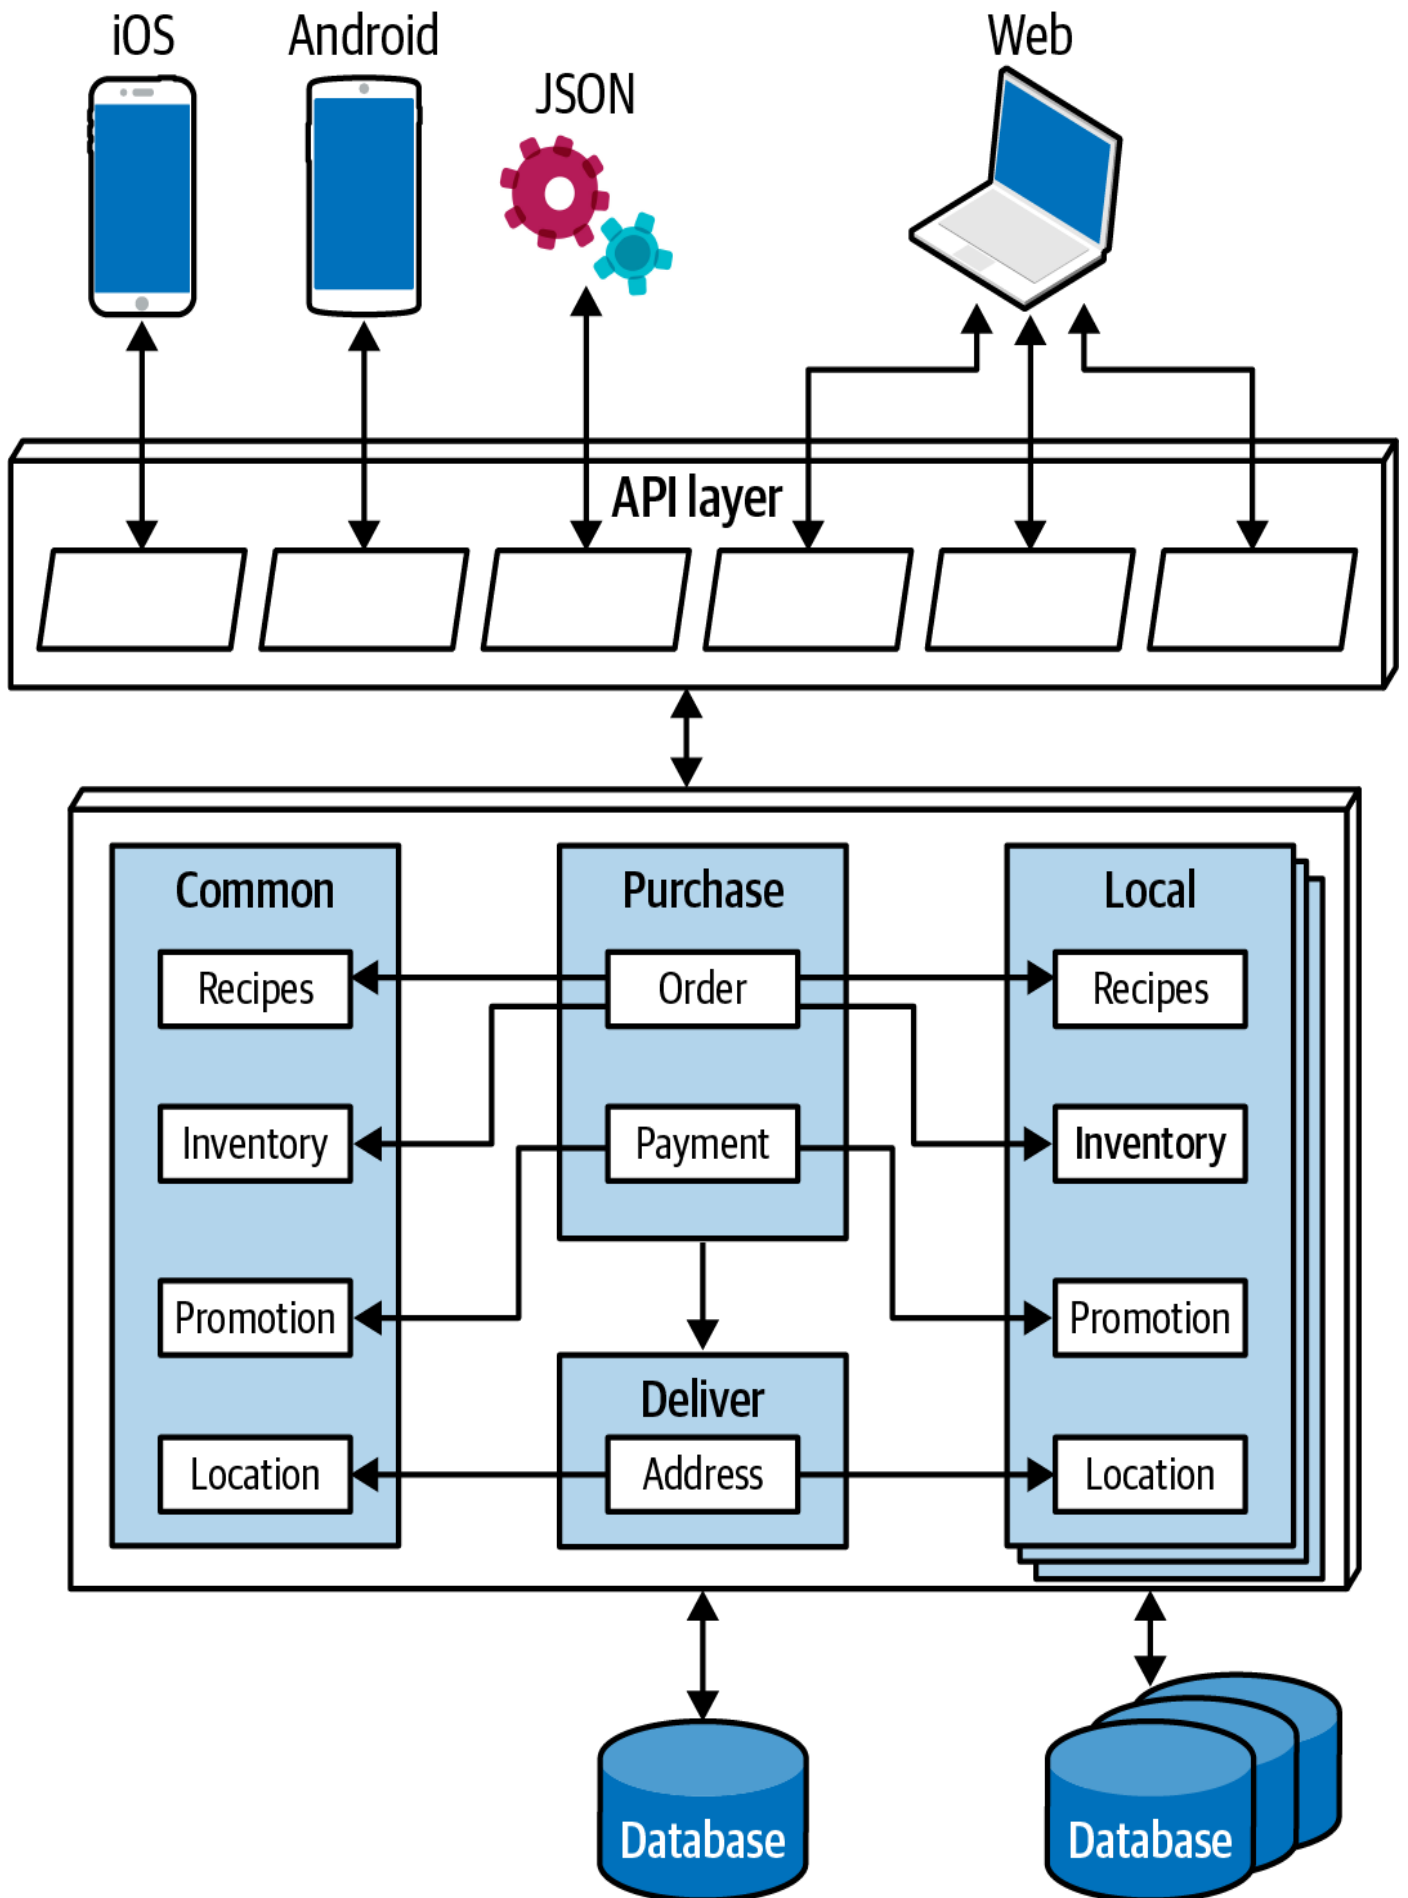 iOS
Android
JSON
Web
API layer
Common
Purchase
Local
Recipes
Order
Recipes
Inventory
Payment
Inventory
Promotion
Promotion
Deliver
Location
Address
Location
Database
Database